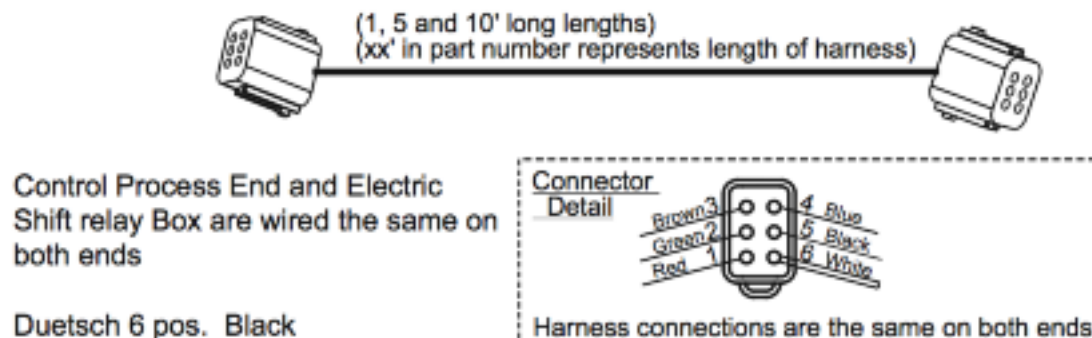 (1, 5 and 10' long lengths)
(xx' in part number represents length of harness)
Control Process End and Electric
Shift relay Box are wired the same on
both ends
Duetsch 6 pos. Black
Connector
Detail
Brown 3
Green 2
Red 1
4 Blue
5 Black
6 White
Harness connections are the same on both ends